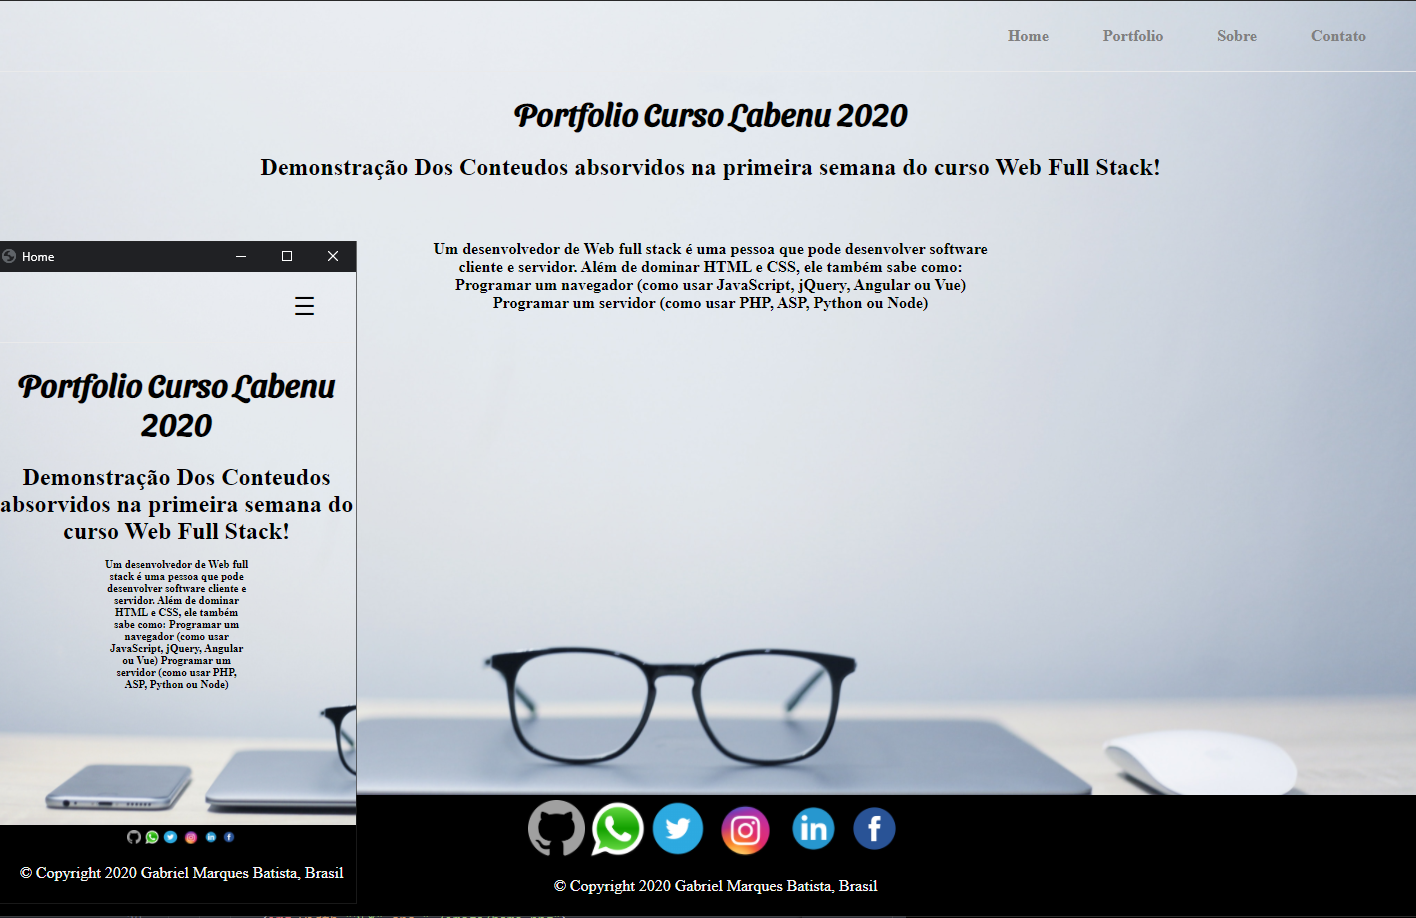 Home Portfolio Sobre Contato
Portfolio Curso Labenu 2020
Demonstração Dos Conteudos absorvidos na primeira semana do curso Web Full Stack!
Um desenvolvedor de Web full stack é uma pessoa que pode desenvolver software
cliente e servidor. Além de dominar HTML e CSS, ele também sabe como:
Programar um navegador (como usar JavaScript, jQuery, Angular ou Vue)
Programar um servidor (como usar PHP, ASP, Python ou Node)
© Copyright 2020 Gabriel Marques Batista, Brasil
Home
Portfolio Curso Labenu
2020
Demonstração Dos Conteudos
absorvidos na primeira semana do
curso Web Full Stack!
Um desenvolvedor de Web full
stack é uma pessoa que pode
desenvolver software cliente e
servidor. Além de dominar
HTML e CSS, ele também
sabe como: Programar um
navegador (como usar
JavaScript, jQuery, Angular
ou Vue) Programar um
servidor (como usar PHP,
ASP, Python ou Node)
© Copyright 2020 Gabriel Marques Batista, Brasil